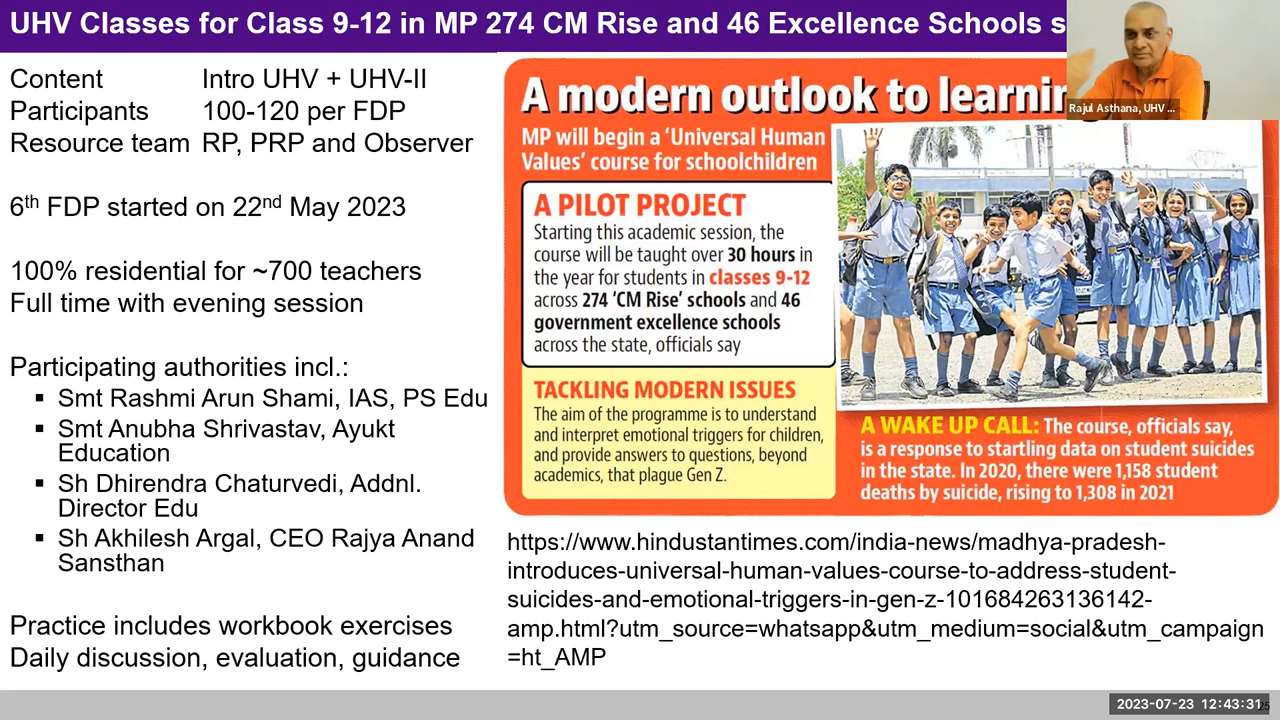 UHV Classes for Class 9-12 in MP 274 CM Rise and 46 Excellence Schools s
Rajul Asthana, UHV ...
Content Intro UHV + UHV-II
Participants 100-120 per FDP
Resource team RP, PRP and Observer
6th FDP started on 22nd May 2023
100% residential for ~700 teachers
Full time with evening session
Participating authorities incl.:
▪ Smt Rashmi Arun Shami, IAS, PS Edu
▪ Smt Anubha Shrivastav, Ayukt
Education
▪ Sh Dhirendra Chaturvedi, Addnl.
Director Edu
▪ Sh Akhilesh Argal, CEO Rajya Anand
Sansthan
Practice includes workbook exercises
Daily discussion, evaluation, guidance
A modern outlook to learnin
MP will begin a ‘Universal Human
Values’ course for schoolchildren
A PILOT PROJECT
Starting this academic session, the
course will be taught over 30 hours in
the year for students in classes 9-12
across 274 ‘CM Rise’ schools and 46
government excellence schools
across the state, officials say
TACKLING MODERN ISSUES
The aim of the programme is to understand
and interpret emotional triggers for children,
and provide answers to questions, beyond
academics, that plague Gen Z.
A WAKE UP CALL: The course, officials say,
is a response to startling data on student suicides
in the state. In 2020, there were 1,158 student
deaths by suicide, rising to 1,308 in 2021
https://www.hindustantimes.com/india-news/madhya-pradesh-
introduces-universal-human-values-course-to-address-student-
suicides-and-emotional-triggers-in-gen-z-101684263136142-
amp.html?utm_source=whatsapp&utm_medium=social&utm_campaign
=ht_AMP
2023-07-23 12:43:31